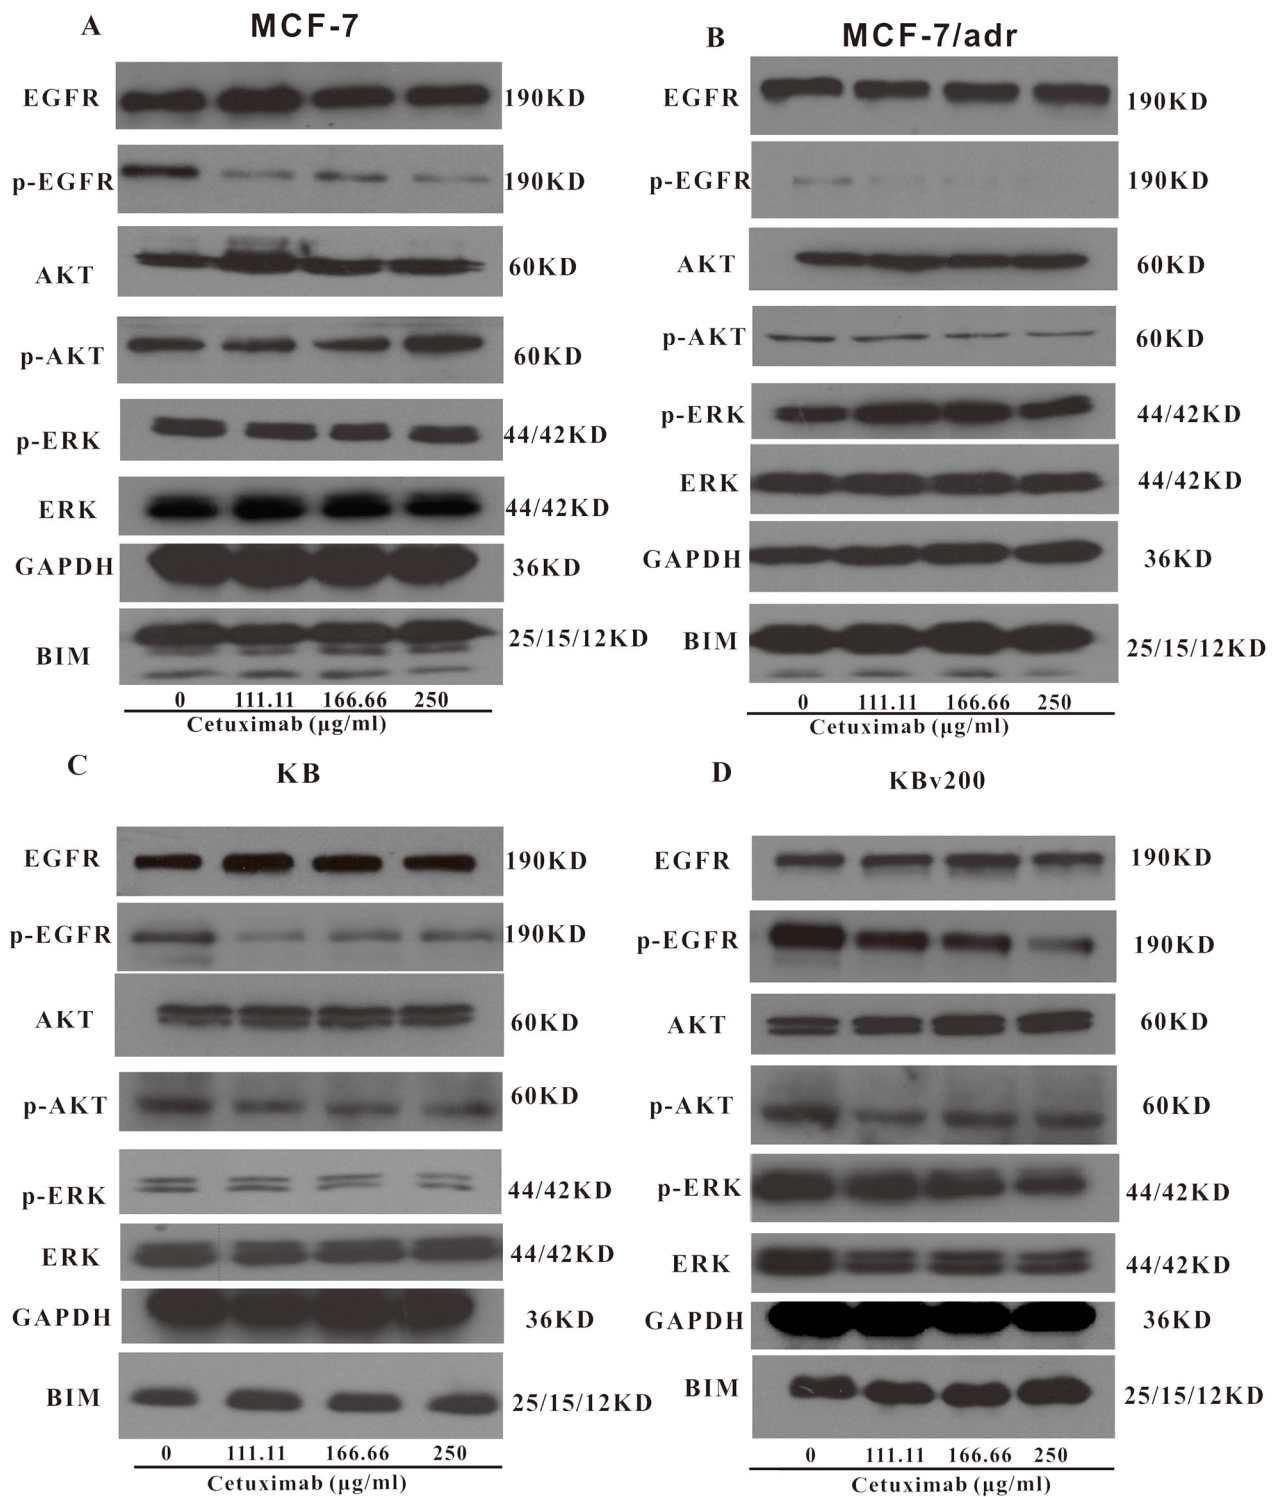 A
MCF-7
EGFR 190KD
p-EGFR 190KD
AKT 60KD
p-AKT 60KD
p-ERK 44/42KD
ERK 44/42KD
GAPDH 36KD
BIM 25/15/12KD
0 111.11 166.66 250
Cetuximab (μg/ml)
B
MCF-7/adr
EGFR 190KD
p-EGFR 190KD
AKT 60KD
p-AKT 60KD
p-ERK 44/42KD
ERK 44/42KD
GAPDH 36KD
BIM 25/15/12KD
0 111.11 166.66 250
Cetuximab (μg/ml)
C
KB
EGFR 190KD
p-EGFR 190KD
AKT 60KD
p-AKT 60KD
p-ERK 44/42KD
ERK 44/42KD
GAPDH 36KD
BIM 25/15/12KD
0 111.11 166.66 250
Cetuximab (μg/ml)
D
KBv200
EGFR 190KD
p-EGFR 190KD
AKT 60KD
p-AKT 60KD
p-ERK 44/42KD
ERK 44/42KD
GAPDH 36KD
BIM 25/15/12KD
0 111.11 166.66 250
Cetuximab (μg/ml)